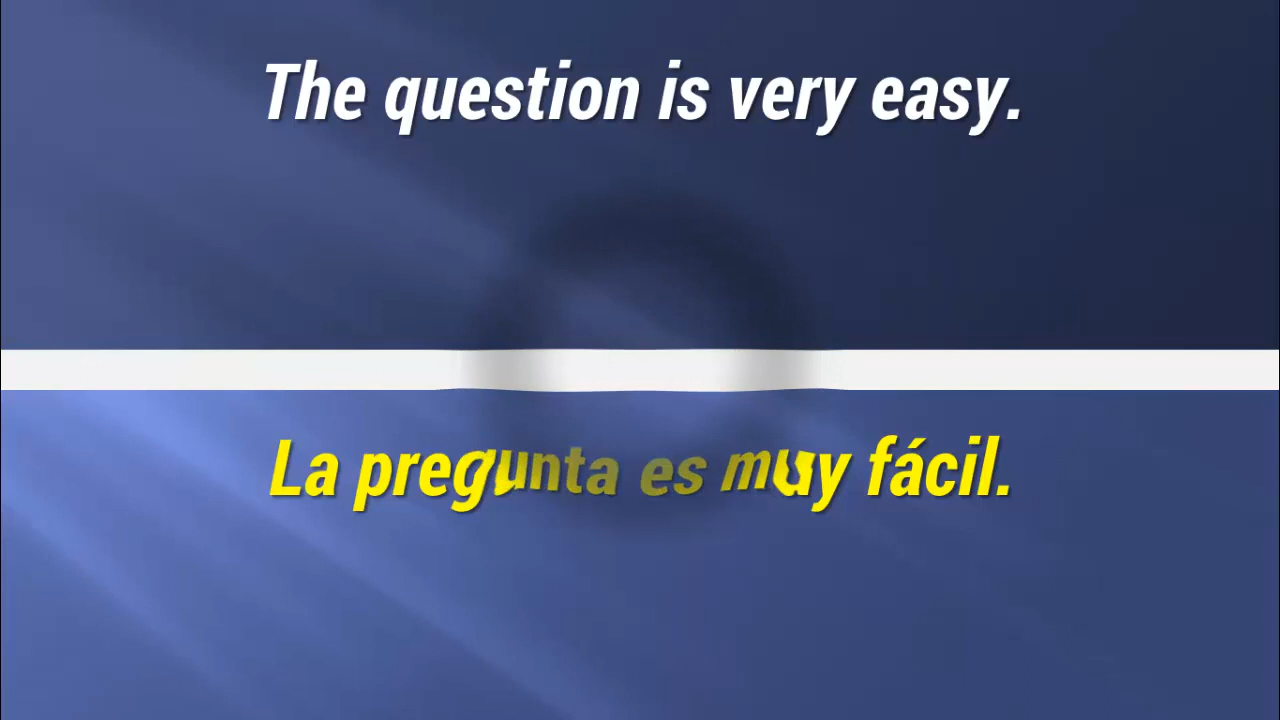 The question is very easy.
La pregunta es muy fácil.